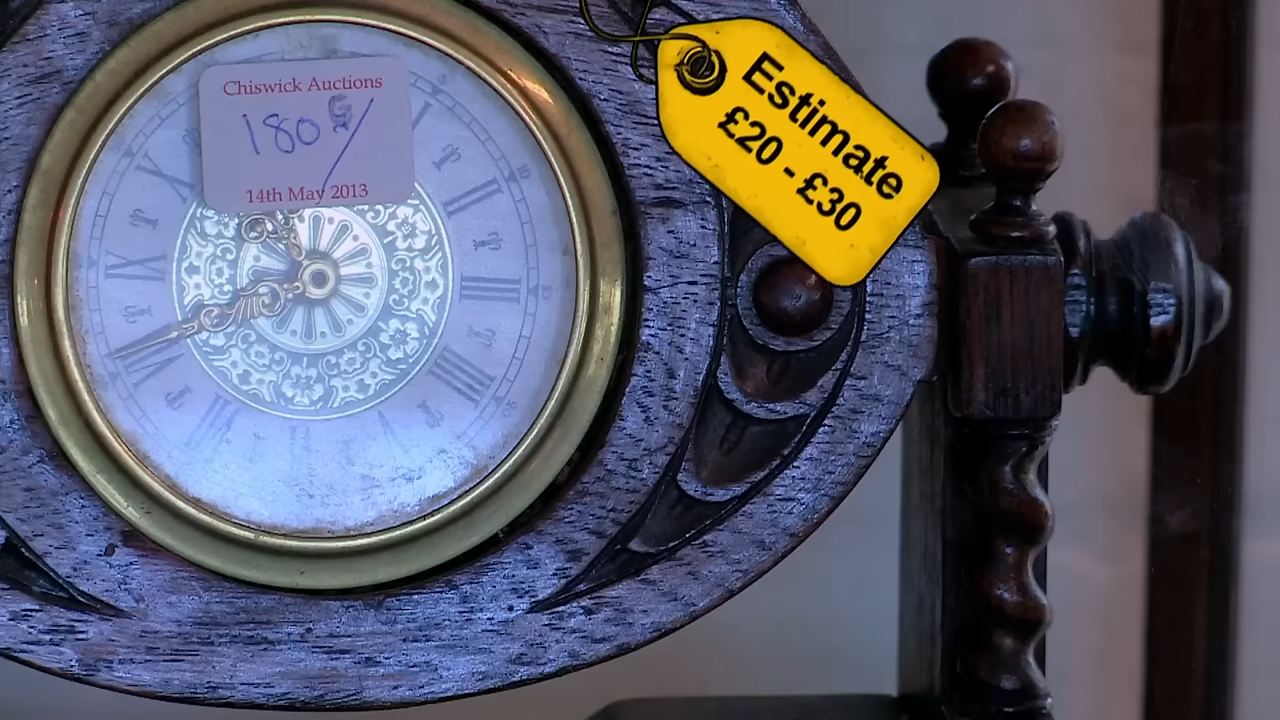 Chiswick Auctions
180 G/
14th May 2013
Estimate
£20 - £30